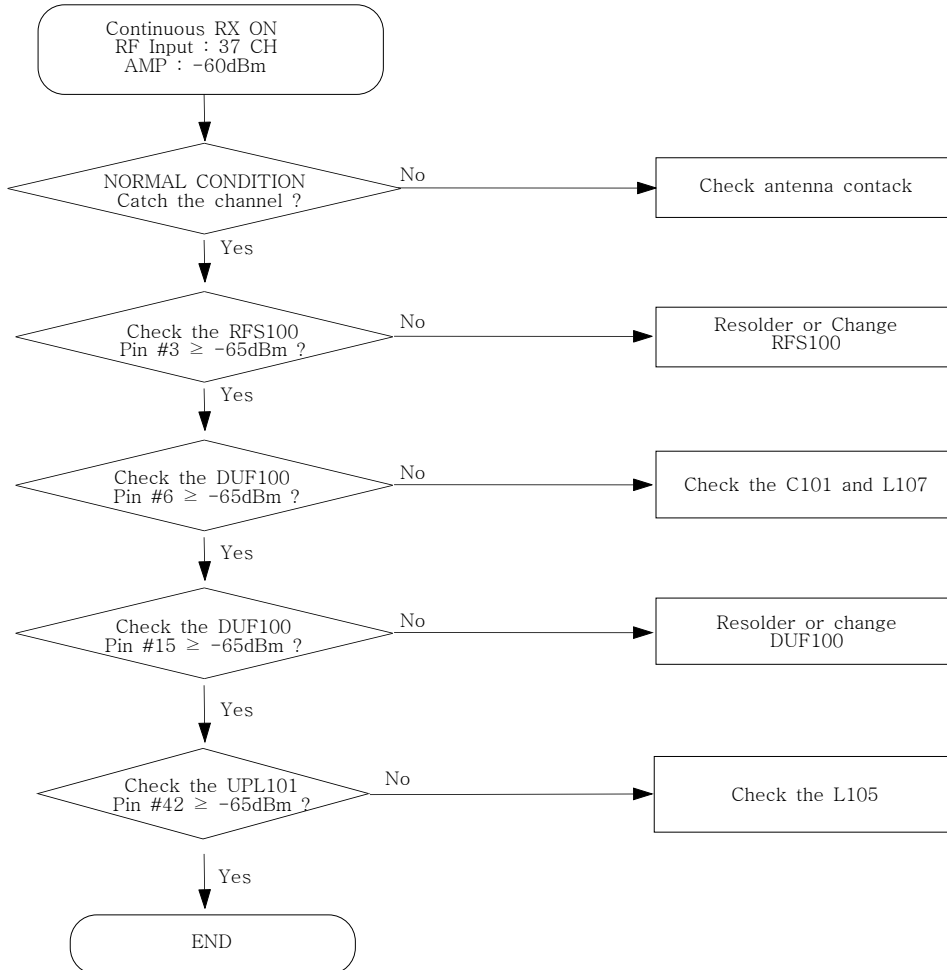 Continuous RX ON
RF Input : 37 CH
AMP : -60dBm
NORMAL CONDITION
Catch the channel ?
No
Check antenna contack
Yes
Check the RFS100
Pin #3 ≥ -65dBm ?
No
Resolder or Change
RFS100
Yes
Check the DUF100
Pin #6 ≥ -65dBm ?
No
Check the C101 and L107
Yes
Check the DUF100
Pin #15 ≥ -65dBm ?
No
Resolder or change
DUF100
Yes
Check the UPL101
Pin #42 ≥ -65dBm ?
No
Check the L105
Yes
END